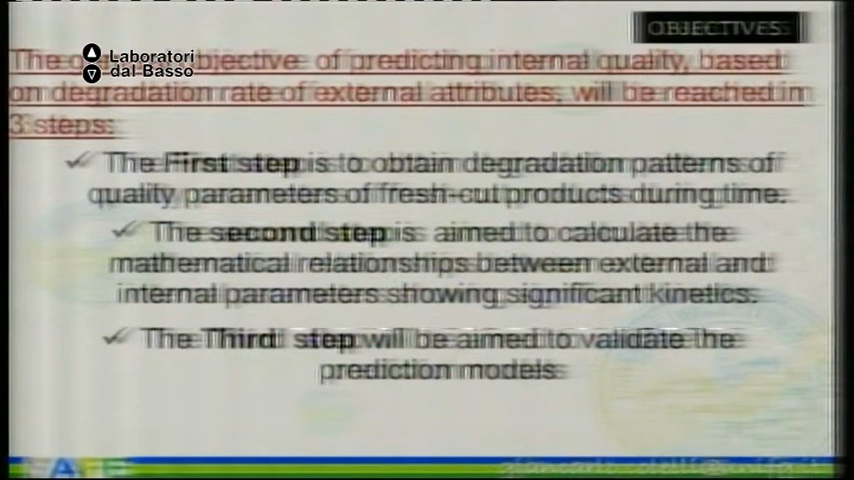 OBJECTIVES
Laboratori
dal Basso
The objective of predicting internal quality, based
on degradation rate of external attributes, will be reached in
3 steps:
The First step is to obtain degradation patterns of
quality parameters of fresh-cut products during time.
The second step is aimed to calculate the
mathematical relationships between external and
internal parameters showing significant kinetics.
The Third step will be aimed to validate the
prediction models